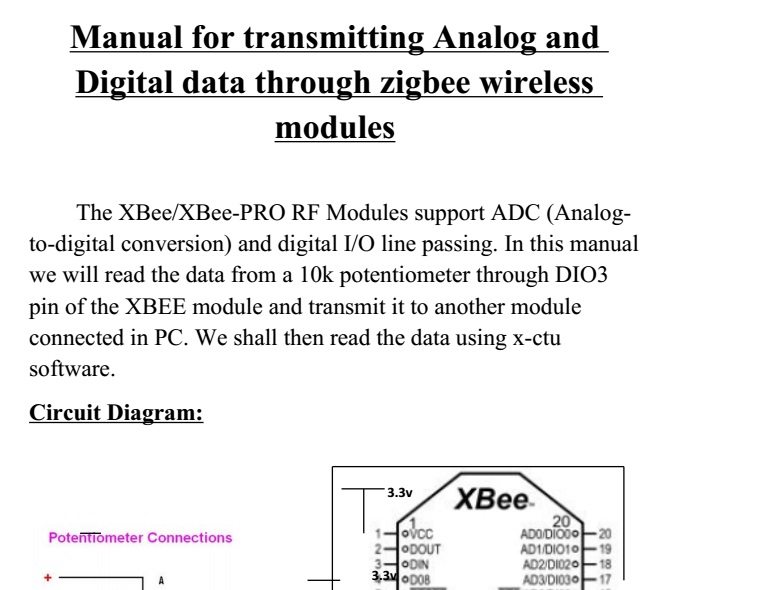 Manual for transmitting Analog and
Digital data through zigbee wireless
modules
The XBee/XBee-PRO RF Modules support ADC (Analog-
to-digital conversion) and digital I/O line passing. In this manual
we will read the data from a 10k potentiometer through DIO3
pin of the XBEE module and transmit it to another module
connected in PC. We shall then read the data using x-ctu
software.
Circuit Diagram:
3.3v
XBee
Potentiometer Connections
1 20
1 VCC AD0/DIO0 20
2 DOUT AD1/DIO1 19
3 DIN AD2/DIO2 18
3.3v DO8 AD3/DIO3 17
+ A